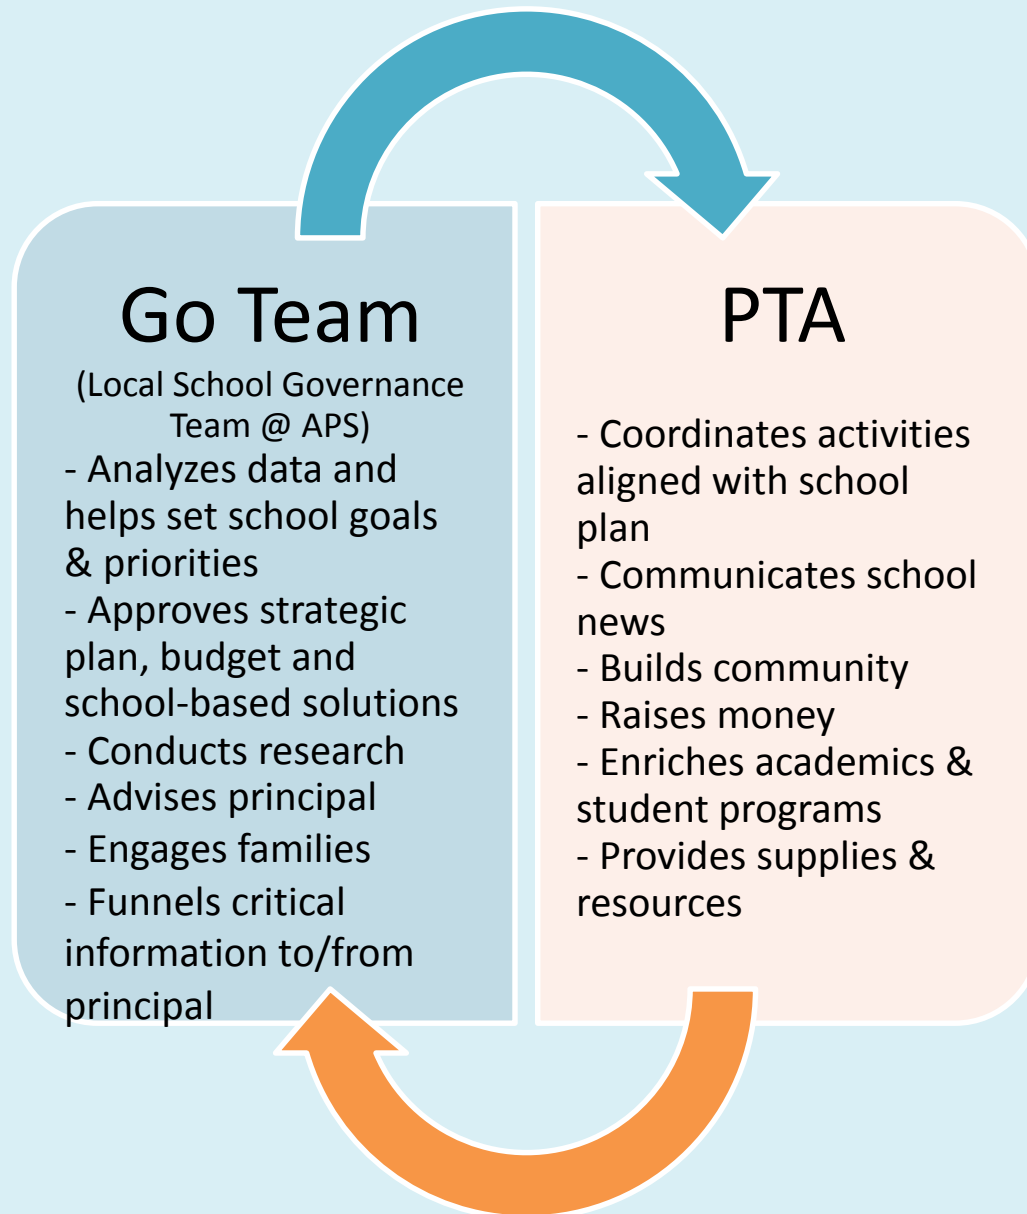 Go Team
(Local School Governance
Team @ APS)
- Analyzes data and
helps set school goals
& priorities
- Approves strategic
plan, budget and
school-based solutions
- Conducts research
- Advises principal
- Engages families
- Funnels critical
information to/from
principal
PTA
- Coordinates activities
aligned with school
plan
- Communicates school
news
- Builds community
- Raises money
- Enriches academics &
student programs
- Provides supplies &
resources